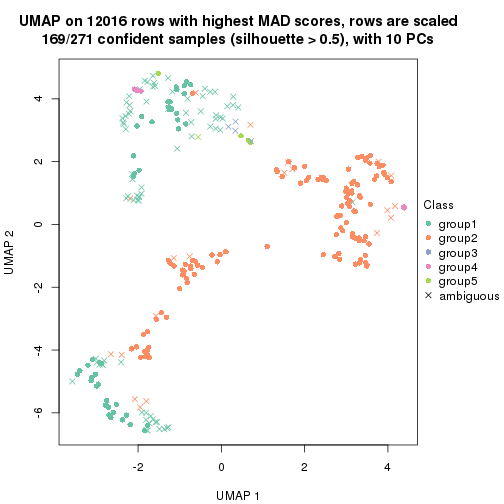 UMAP on 12016 rows with highest MAD scores, rows are scaled
169/271 confident samples (silhouette > 0.5), with 10 PCs
4
2
0
-2
-4
-6
UMAP 2
-2
0
2
4
UMAP 1
Class
group1
group2
group3
group4
group5
ambiguous